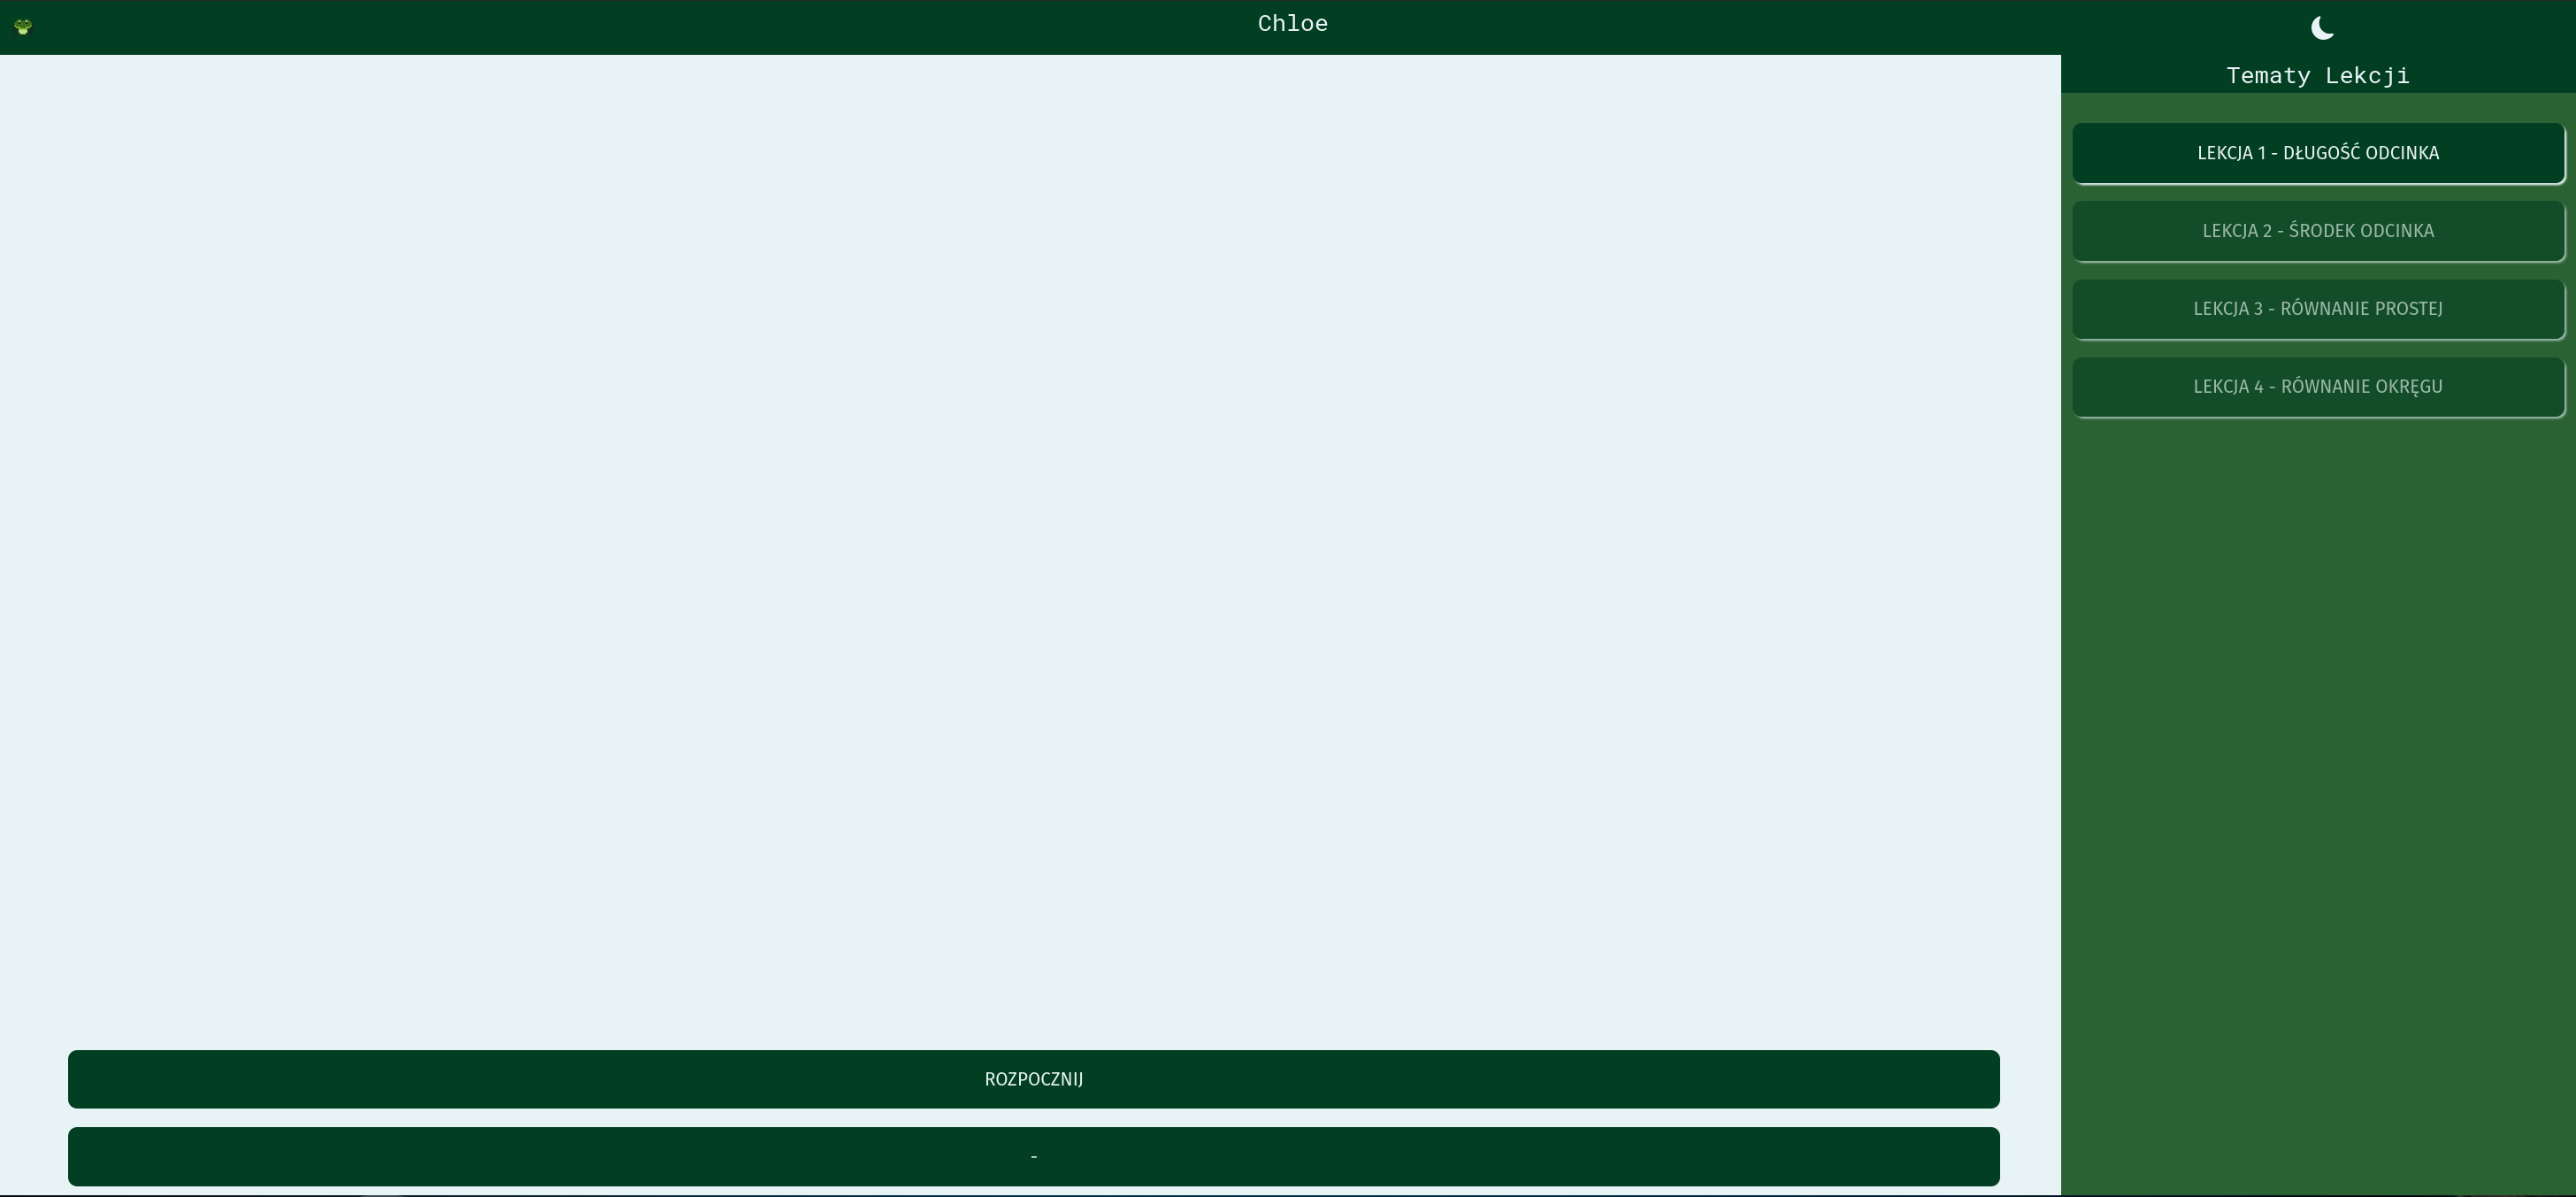 Chloe
Tematy Lekcji
LEKCJA 1 - DŁUGOŚĆ ODCINKA
LEKCJA 2 - ŚRODEK ODCINKA
LEKCJA 3 - RÓWNANIE PROSTEJ
LEKCJA 4 - RÓWNANIE OKRĘGU
ROZPOCZNIJ
-